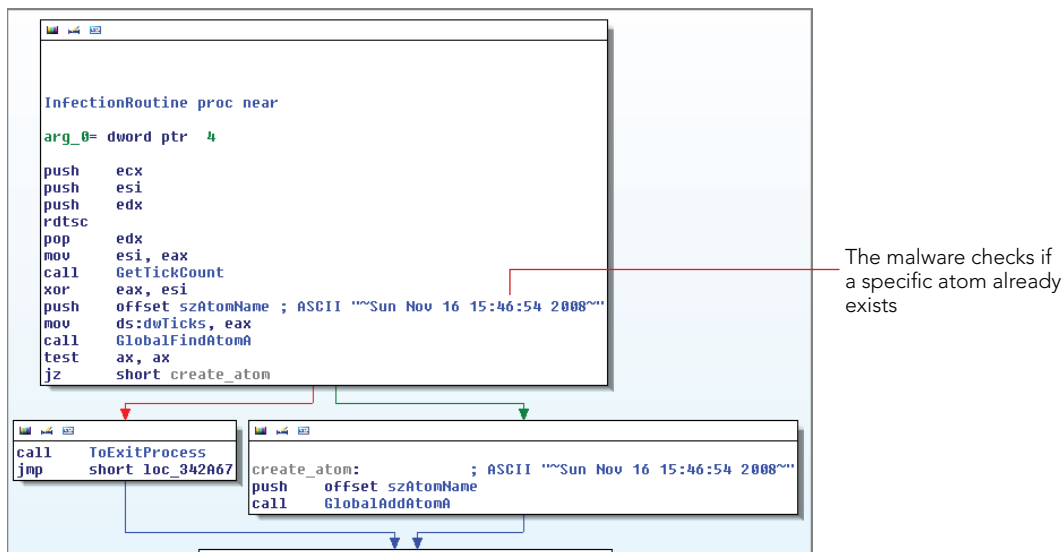 InfectionRoutine proc near
arg_0= dword ptr  4
push    ecx
push    esi
push    edx
rdtsc
pop     edx
mov     esi, eax
call    GetTickCount
xor     eax, esi
push    offset szAtomName ; ASCII "~Sun Nov 16 15:46:54 2008~"
mov     ds:dwTicks, eax
call    GlobalFindAtomA
test    ax, ax
jz      short create_atom
The malware checks if
a specific atom already
exists
call    ToExitProcess
jmp     short loc_342A67
create_atom:            ; ASCII "~Sun Nov 16 15:46:54 2008~"
push    offset szAtomName
call    GlobalAddAtomA